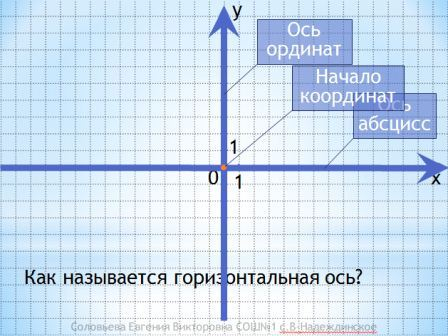 y
Ось
ординат
Начало
координат
Ось
абсцисс
1
0
1
x
Как называется горизонтальная ось?
Соловьева Евгения Викторовна СОШ№1 с.В-Надеждинское